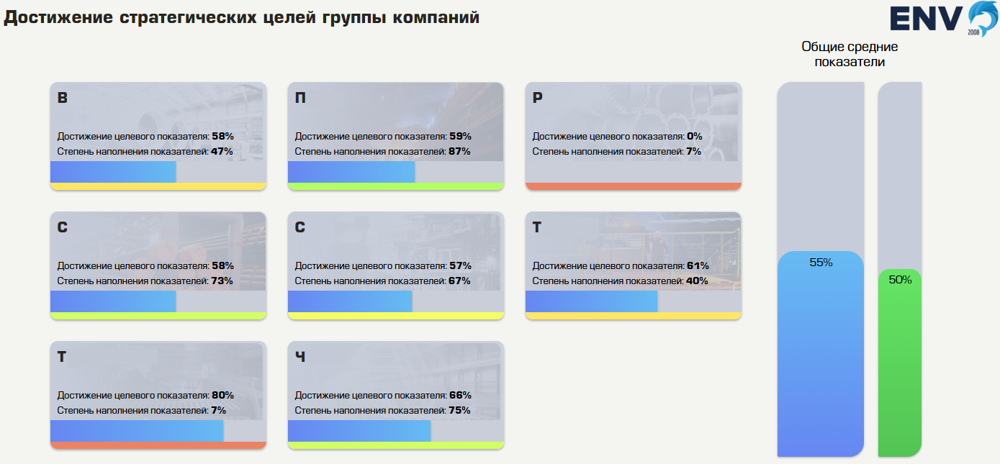 Достижение стратегических целей группы компаний
ENV
2008
Общие средние
показатели
В
Достижение целевого показателя: 58%
Степень наполнения показателей: 47%
П
Достижение целевого показателя: 59%
Степень наполнения показателей: 87%
Р
Достижение целевого показателя: 0%
Степень наполнения показателей: 7%
С
Достижение целевого показателя: 58%
Степень наполнения показателей: 73%
С
Достижение целевого показателя: 57%
Степень наполнения показателей: 67%
Т
Достижение целевого показателя: 61%
Степень наполнения показателей: 40%
Т
Достижение целевого показателя: 80%
Степень наполнения показателей: 7%
Ч
Достижение целевого показателя: 66%
Степень наполнения показателей: 75%
55%
50%